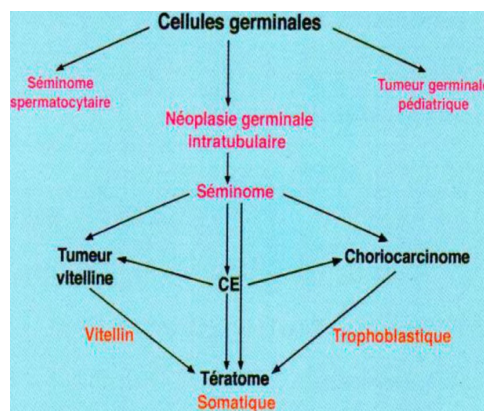 Cellules germinales
Séminome
spermatocytaire
Tumeur germinale
pédiatrique
Néoplasie germinale
intratubulaire
Séminome
Tumeur
vitelline
Choriocarcinome
CE
Vitellin
Trophoblastique
Tératome
Somatique